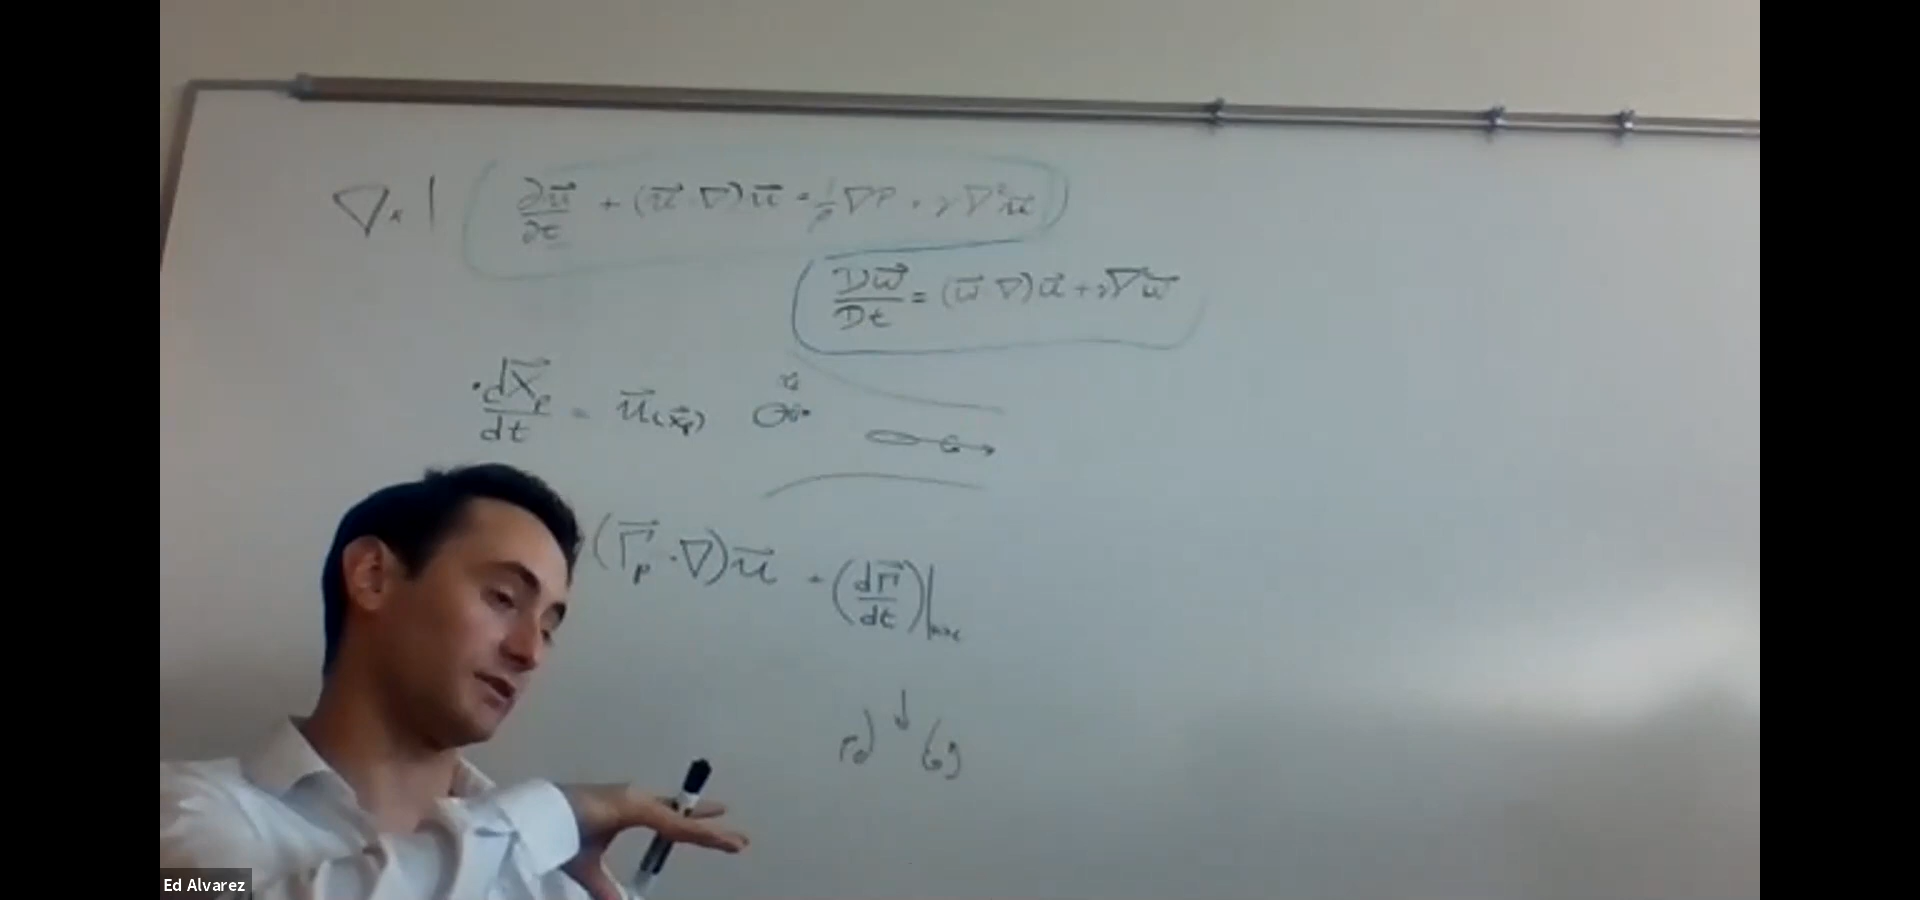 ∇× | ( ∂u⃗/∂t + (u⃗·∇)u⃗ = 1/ρ ∇P + ν∇²u⃗ )
Dω⃗/Dt = (ω⃗·∇)u⃗ + ν∇²ω⃗
dx⃗ₚ/dt = u⃗(x⃗ₚ)
(Γ⃗ₚ·∇)u⃗ + (dΓ⃗/dt)|
Ed Alvarez